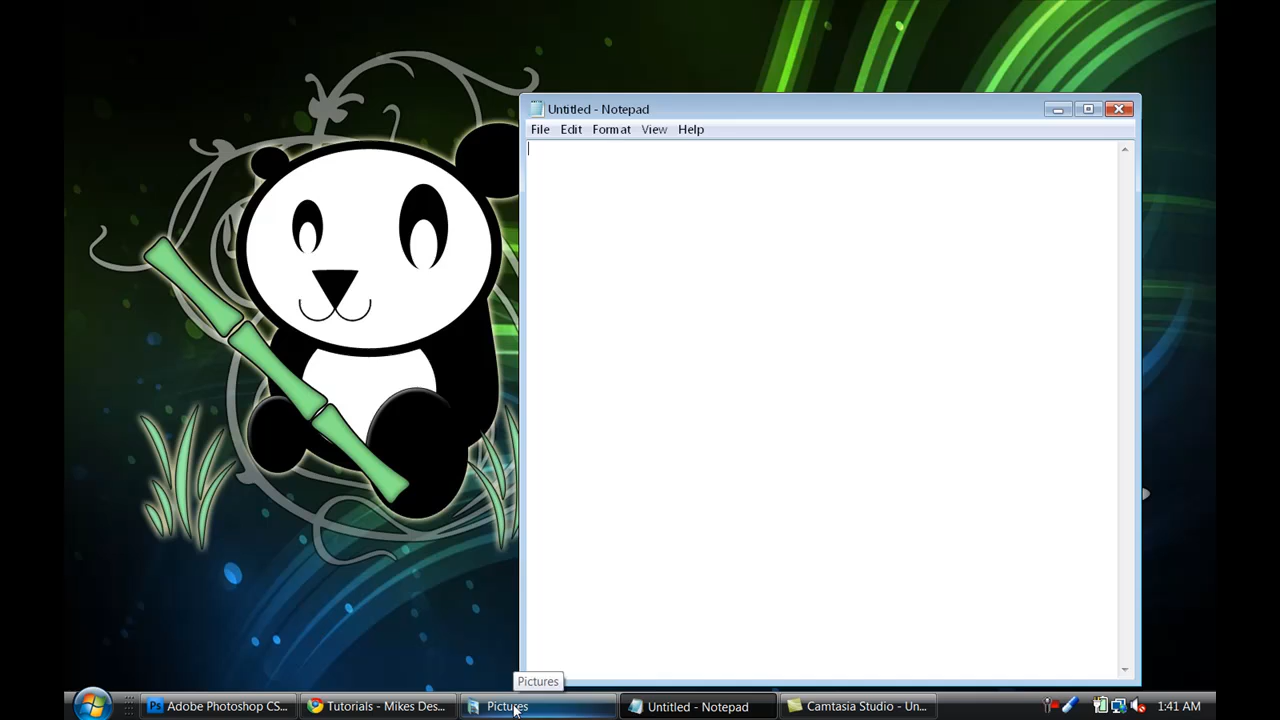 Untitled - Notepad
File Edit Format View Help
Pictures
Adobe Photoshop CS... Tutorials - Mikes Des... Pictures Untitled - Notepad Camtasia Studio - Un... 1:41 AM